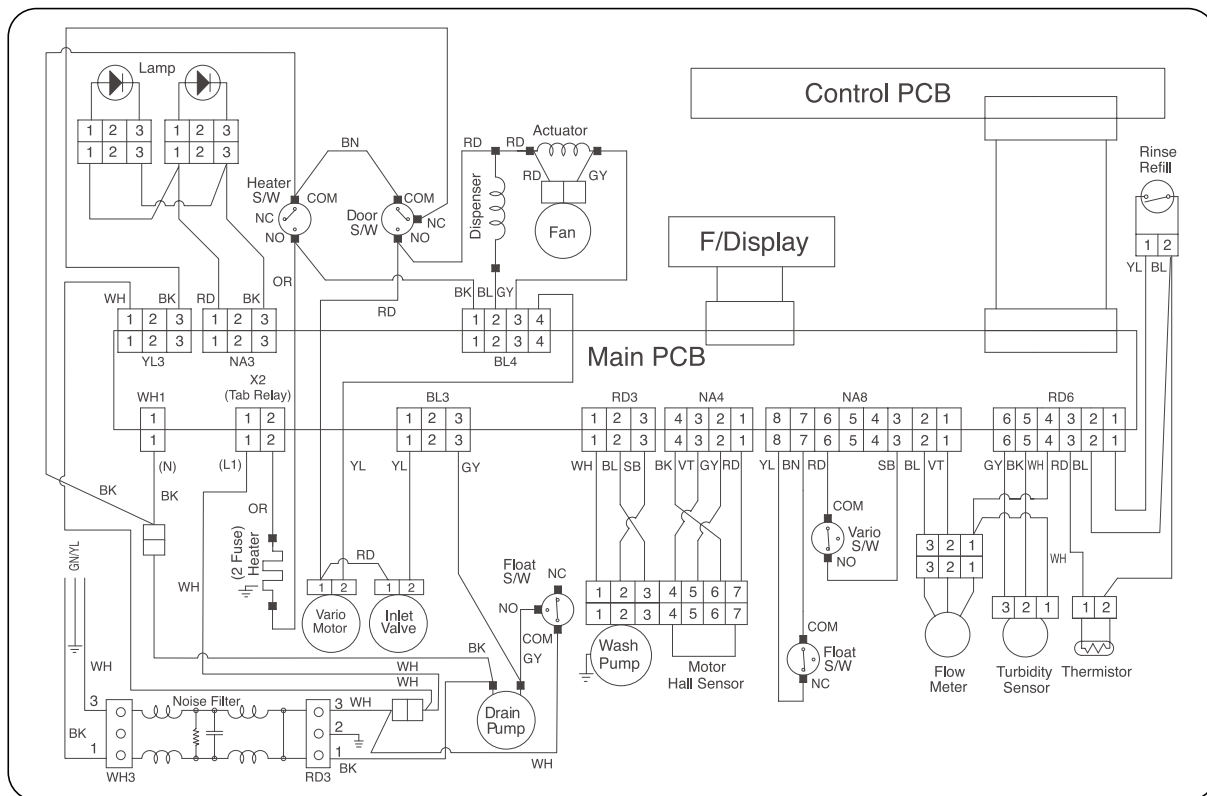 Lamp
1 2 3
1 2 3
1 2 3
1 2 3
Control PCB
Actuator
BN
RD
RD
RD
GY
Heater
S/W
COM
NC
NO
Door
S/W
COM
NC
NO
Dispenser
Fan
Rinse
Refill
1 2
YL BL
F/Display
OR
RD
WH
BK
RD
BK
BK BL GY
1 2 3
1 2 3
YL3
1 2 3
1 2 3
NA3
1 2 3 4
1 2 3 4
BL4
Main PCB
WH1
1
1
(N)
X2
(Tab Relay)
1 2
1 2
(L1)
BL3
1 2 3
1 2 3
RD3
1 2 3
1 2 3
NA4
4 3 2 1
4 3 2 1
NA8
8 7 6 5 4 3 2 1
8 7 6 5 4 3 2 1
RD6
6 5 4 3 2 1
6 5 4 3 2 1
YL
YL
GY
WH BL SB
BK VT GY RD
YL BN RD
SB BL VT
GY BK WH RD BL
BK
BK
OR
(2 Fuse)
Heater
WH
GN/YL
RD
1 2
Vario
Motor
1 2
Inlet
Valve
Float
S/W
NC
NO
COM
GY
COM
Vario
S/W
NO
3 2 1
3 2 1
Flow
Meter
WH
3 2 1
Turbidity
Sensor
1 2
Thermistor
1 2 3 4 5 6 7
1 2 3 4 5 6 7
Wash
Pump
Motor
Hall Sensor
COM
Float
S/W
NC
WH
BK
WH
WH
Drain
Pump
Noise Filter
3
BK
1
WH3
3
2
1
WH
BK
RD3
WH